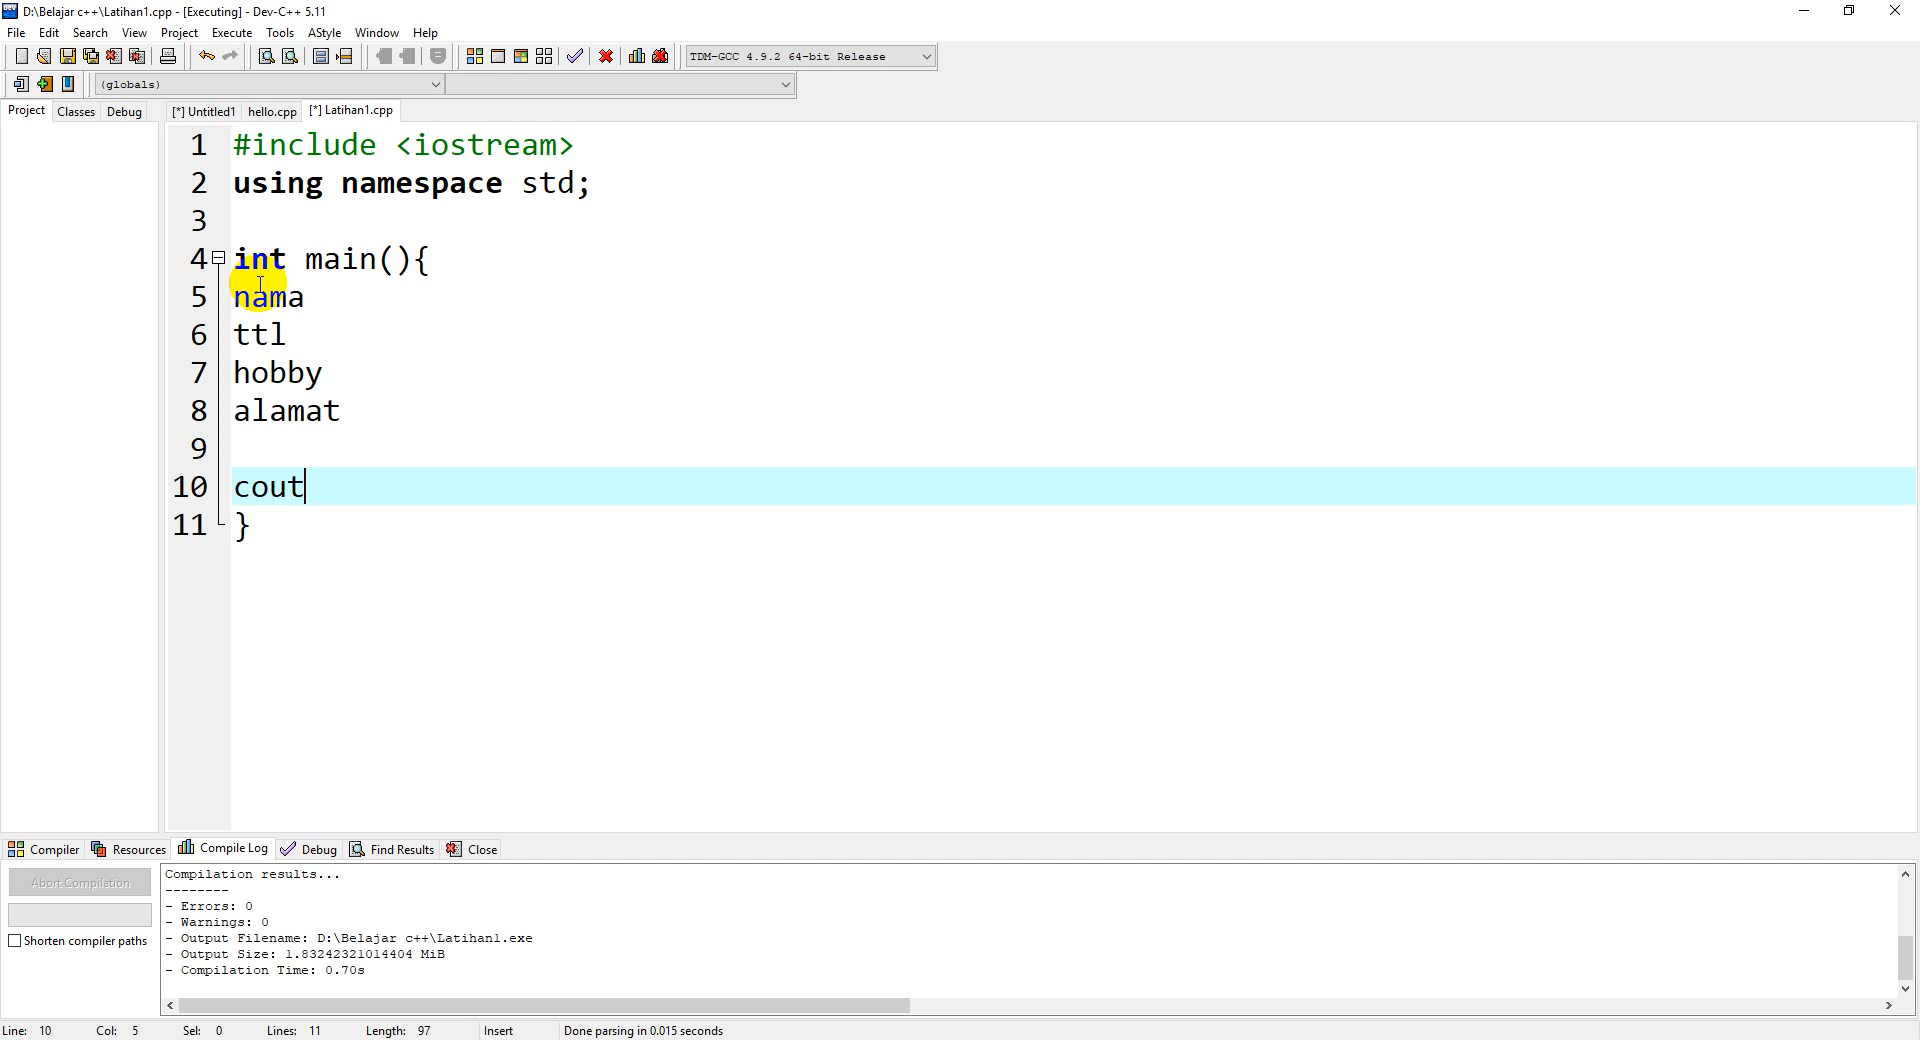 D:\Belajar c++\Latihan1.cpp - [Executing] - Dev-C++ 5.11
File Edit Search View Project Execute Tools AStyle Window Help
TDM-GCC 4.9.2 64-bit Release
(globals)
Project Classes Debug [*] Untitled1 hello.cpp [*] Latihan1.cpp
1 #include <iostream>
2 using namespace std;
3
4 int main(){
5 nama
6 ttl
7 hobby
8 alamat
9
10 cout
11 }
Compiler Resources Compile Log Debug Find Results Close
Abort Compilation
Shorten compiler paths
Compilation results...
--------
- Errors: 0
- Warnings: 0
- Output Filename: D:\Belajar c++\Latihan1.exe
- Output Size: 1.83242321014404 MiB
- Compilation Time: 0.70s
Line: 10 Col: 5 Sel: 0 Lines: 11 Length: 97 Insert Done parsing in 0.015 seconds